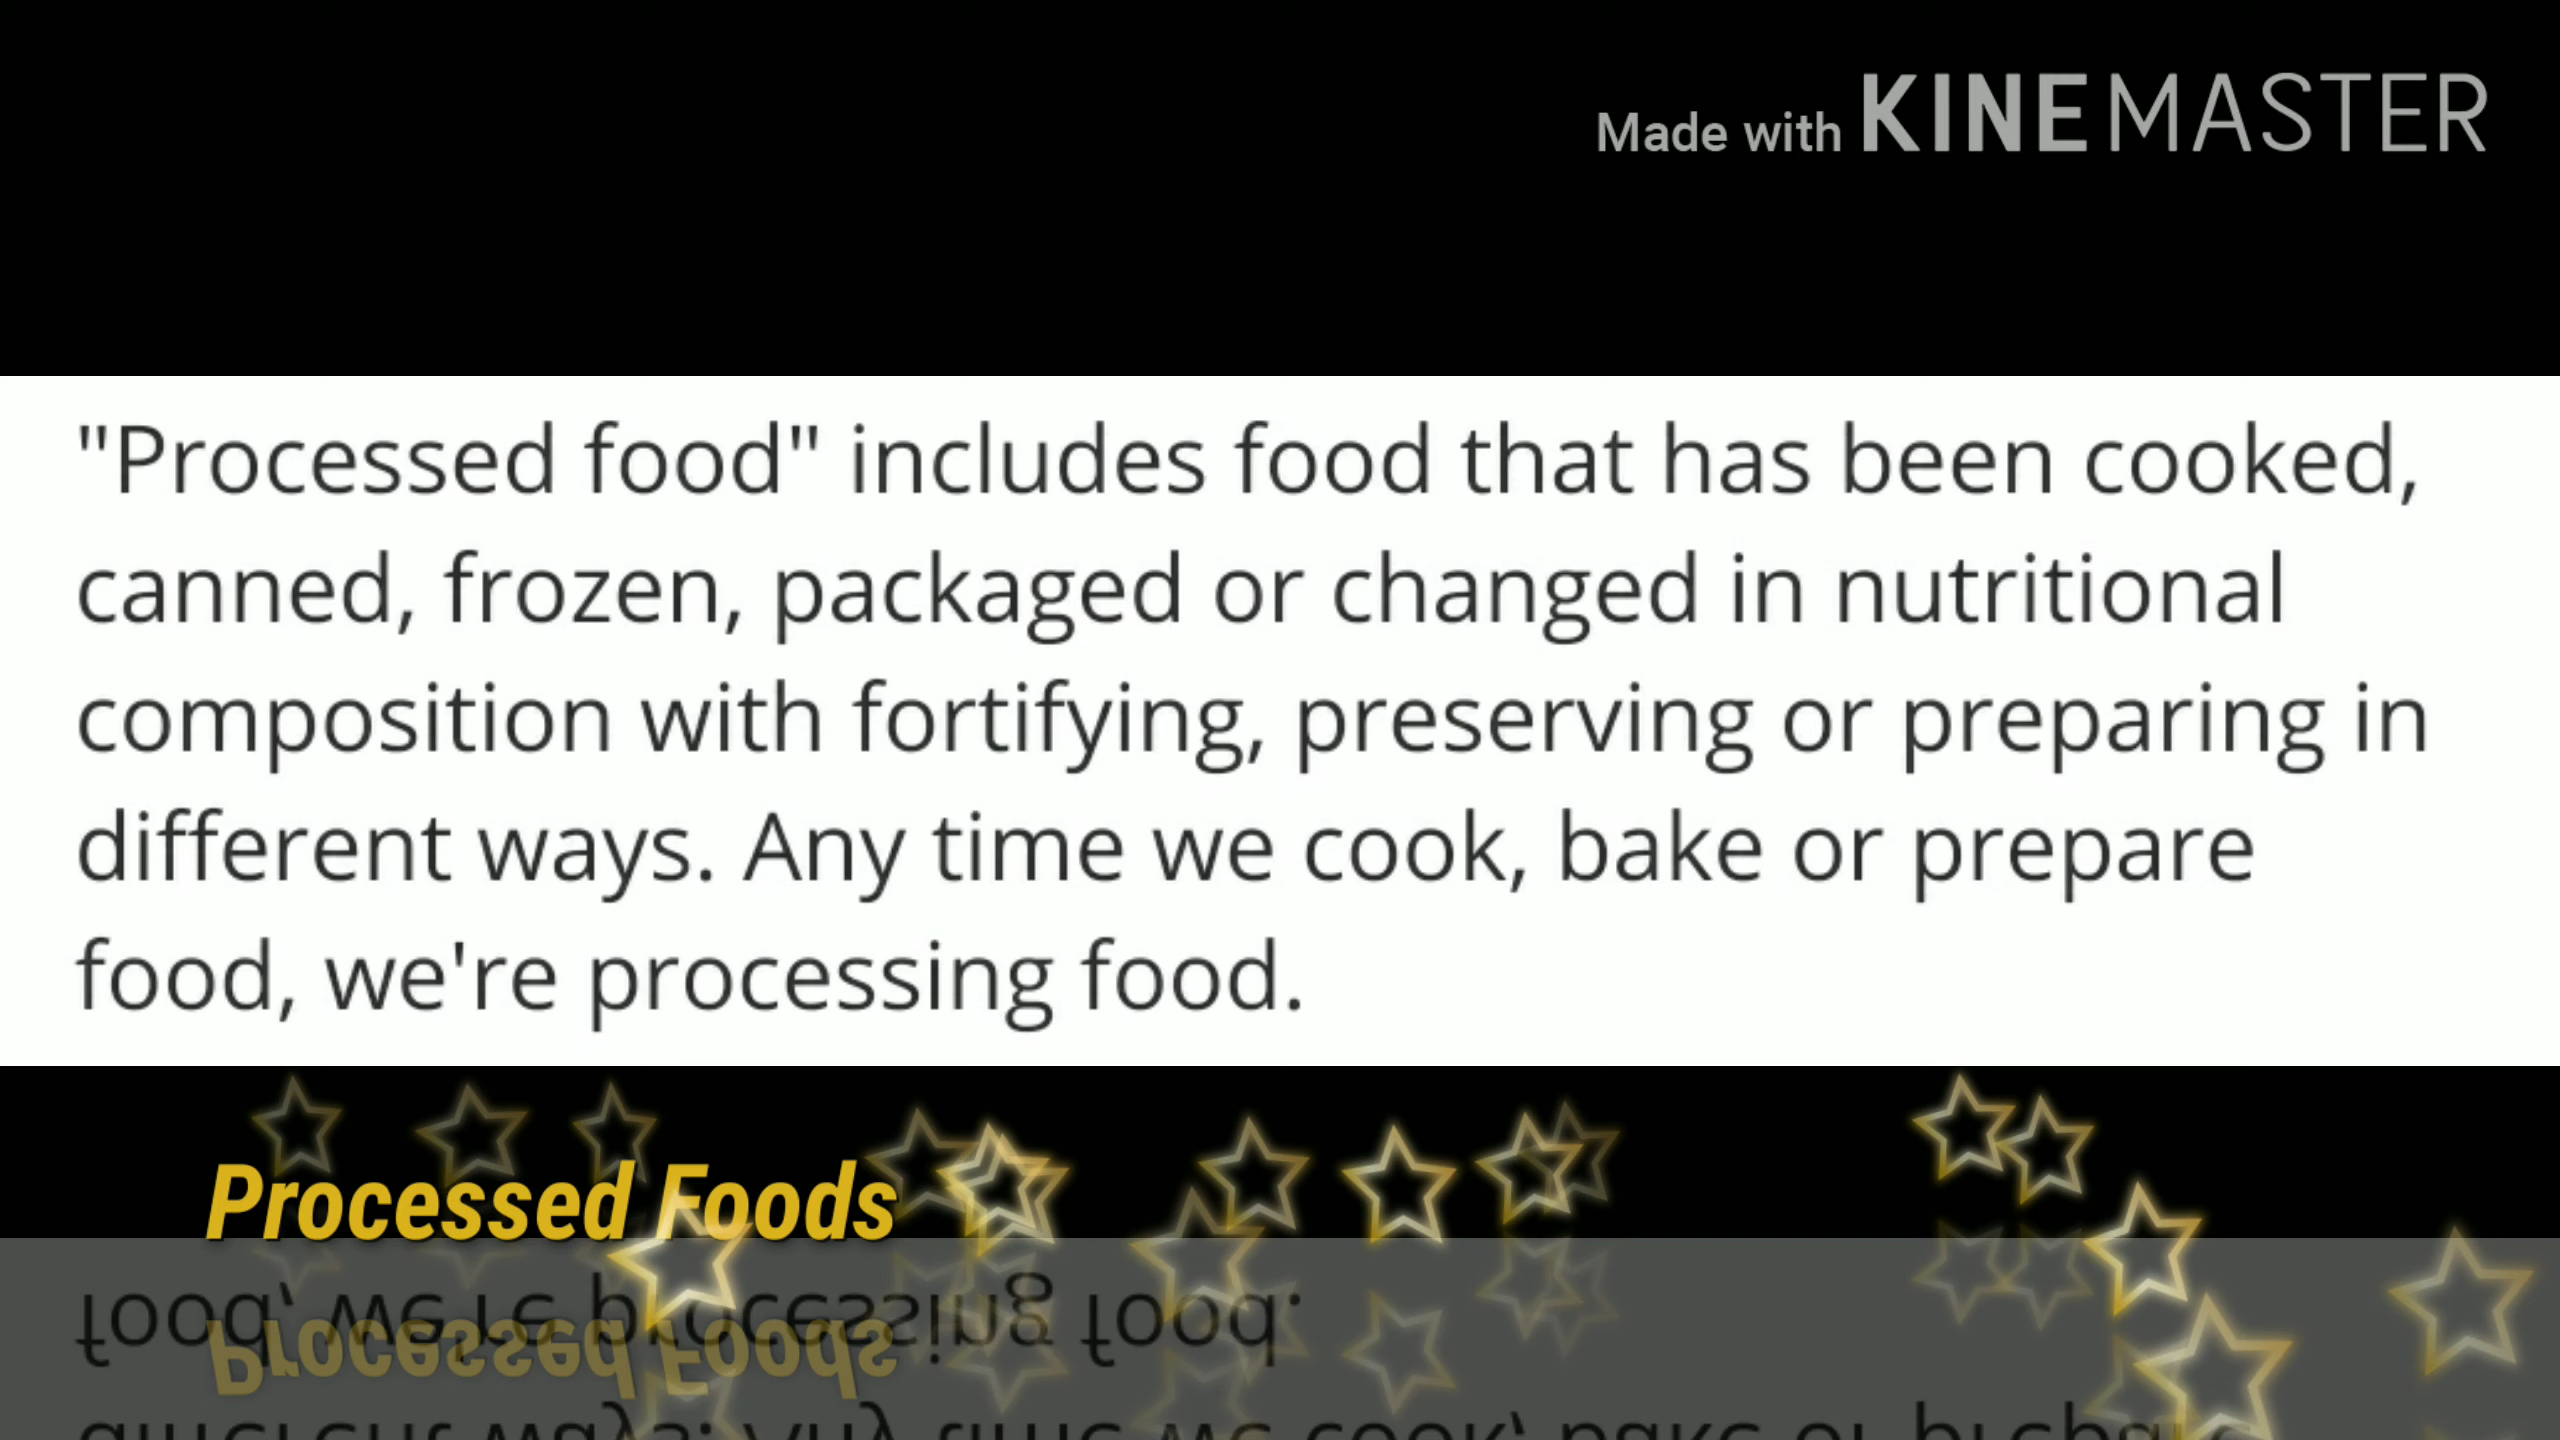 Made with KINEMASTER
"Processed food" includes food that has been cooked,
canned, frozen, packaged or changed in nutritional
composition with fortifying, preserving or preparing in
different ways. Any time we cook, bake or prepare
food, we're processing food.
Processed Foods